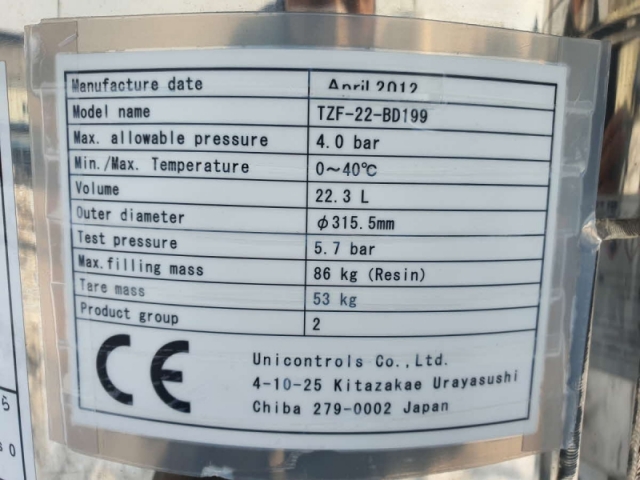 Manufacture date April 2012
Model name TZF-22-BD199
Max. allowable pressure 4.0 bar
Min./Max. Temperature 0~40℃
Volume 22.3 L
Outer diameter φ315.5mm
Test pressure 5.7 bar
Max.filling mass 86 kg (Resin)
Tare mass 53 kg
Product group 2
CE
Unicontrols Co.,Ltd.
4-10-25 Kitazakae Urayasushi
Chiba 279-0002 Japan